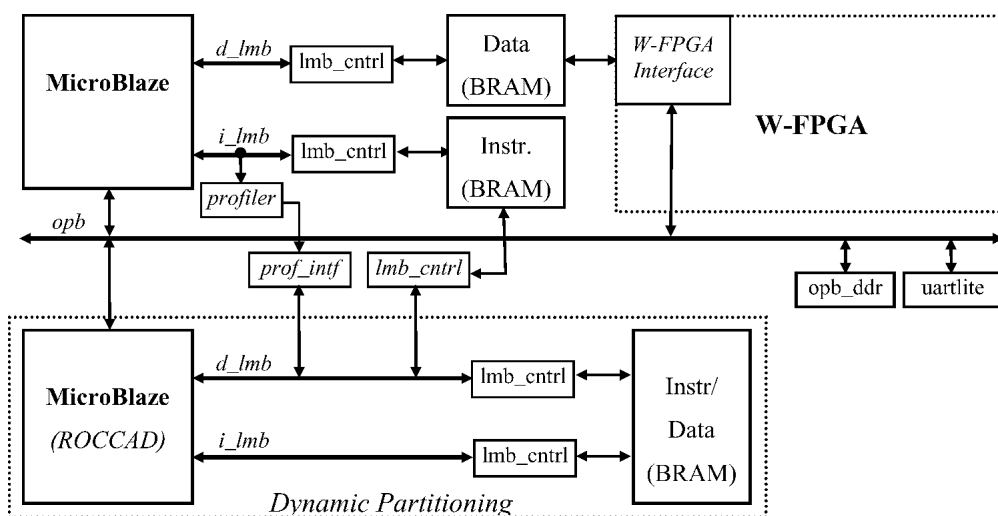 d_lmb
MicroBlaze
lmb_cntrl
Data
(BRAM)
W-FPGA
Interface
W-FPGA
i_lmb
lmb_cntrl
Instr.
(BRAM)
profiler
opb
prof_intf
lmb_cntrl
opb_ddr
uartlite
MicroBlaze
(ROCCAD)
d_lmb
lmb_cntrl
i_lmb
lmb_cntrl
Instr/
Data
(BRAM)
Dynamic Partitioning